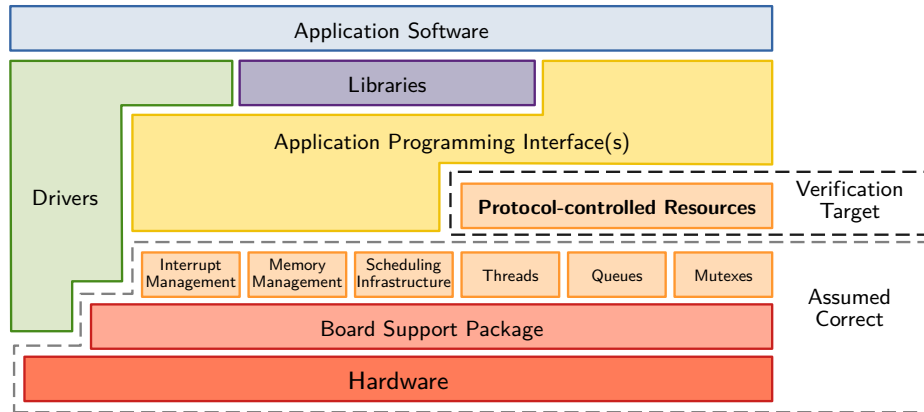 Application Software
Libraries
Application Programming Interface(s)
Drivers
Protocol-controlled Resources
Verification
Target
Interrupt
Management
Memory
Management
Scheduling
Infrastructure
Threads
Queues
Mutexes
Assumed
Correct
Board Support Package
Hardware